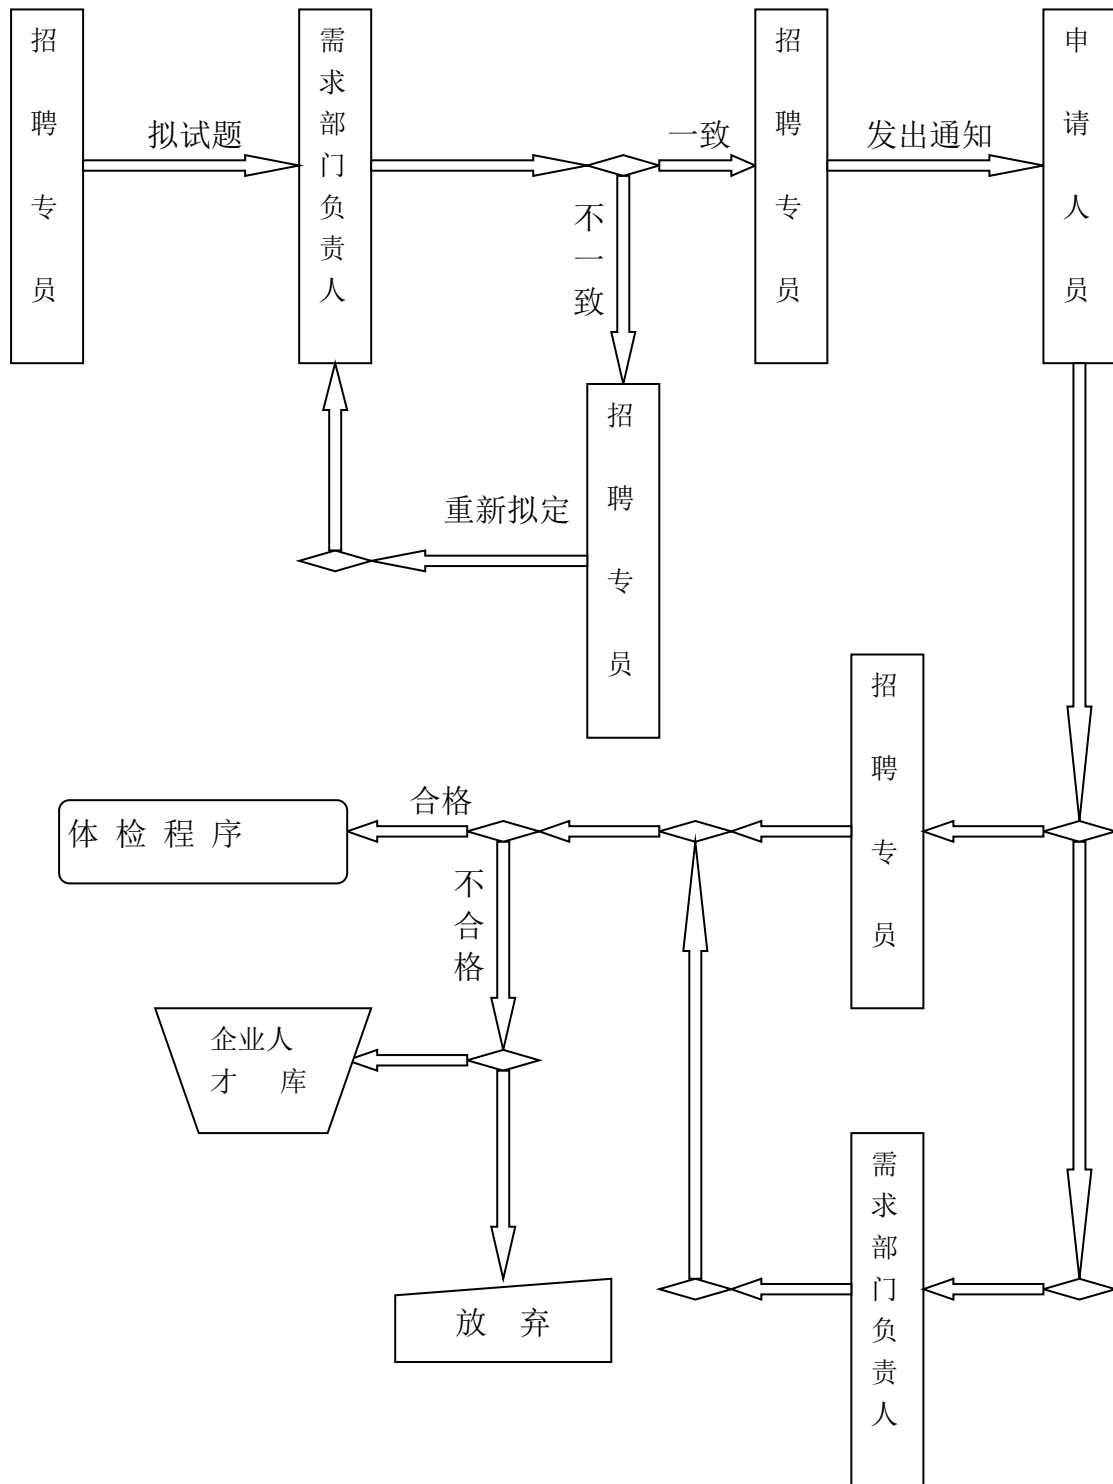 招聘专员
拟试题
需求部门负责人
一致
不一致
招聘专员
发出通知
申请人员
招聘专员
重新拟定
招聘专员
合格
体 检 程 序
不合格
企业人
才 库
需求部门负责人
放 弃